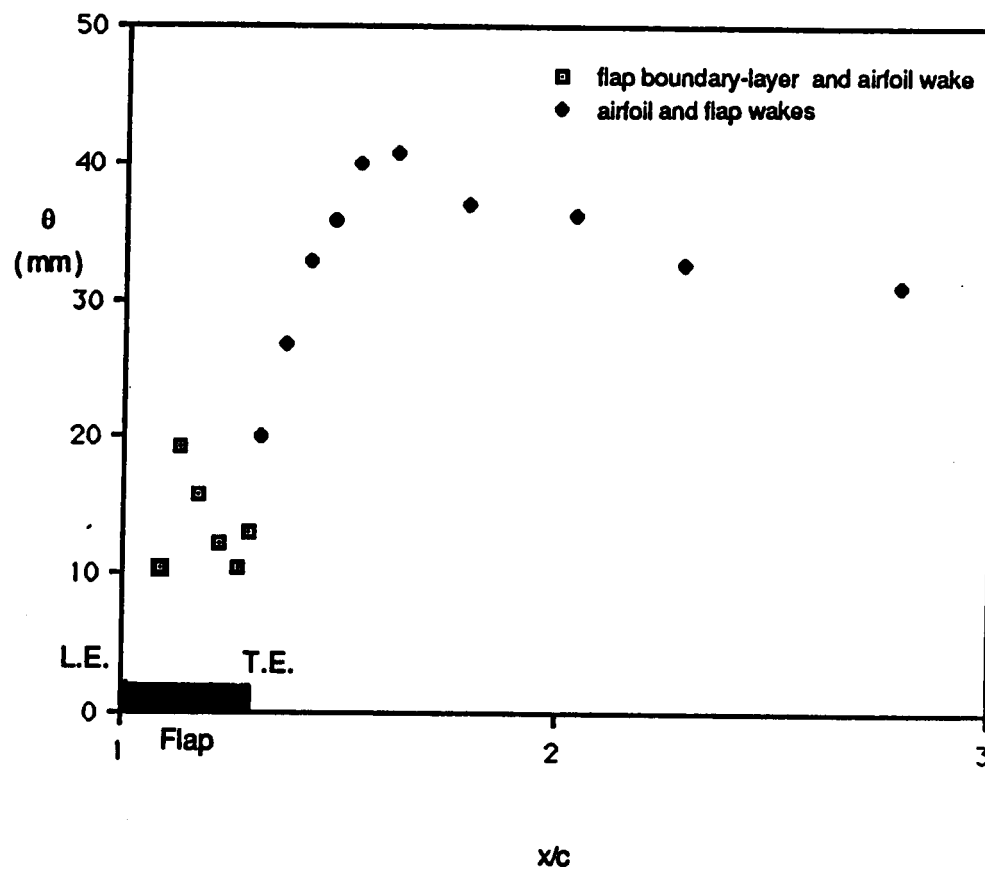 50
flap boundary-layer and airfoil wake
airfoil and flap wakes
40
θ
(mm)
30
20
10
L.E.
T.E.
0
Flap
1
2
3
x/c